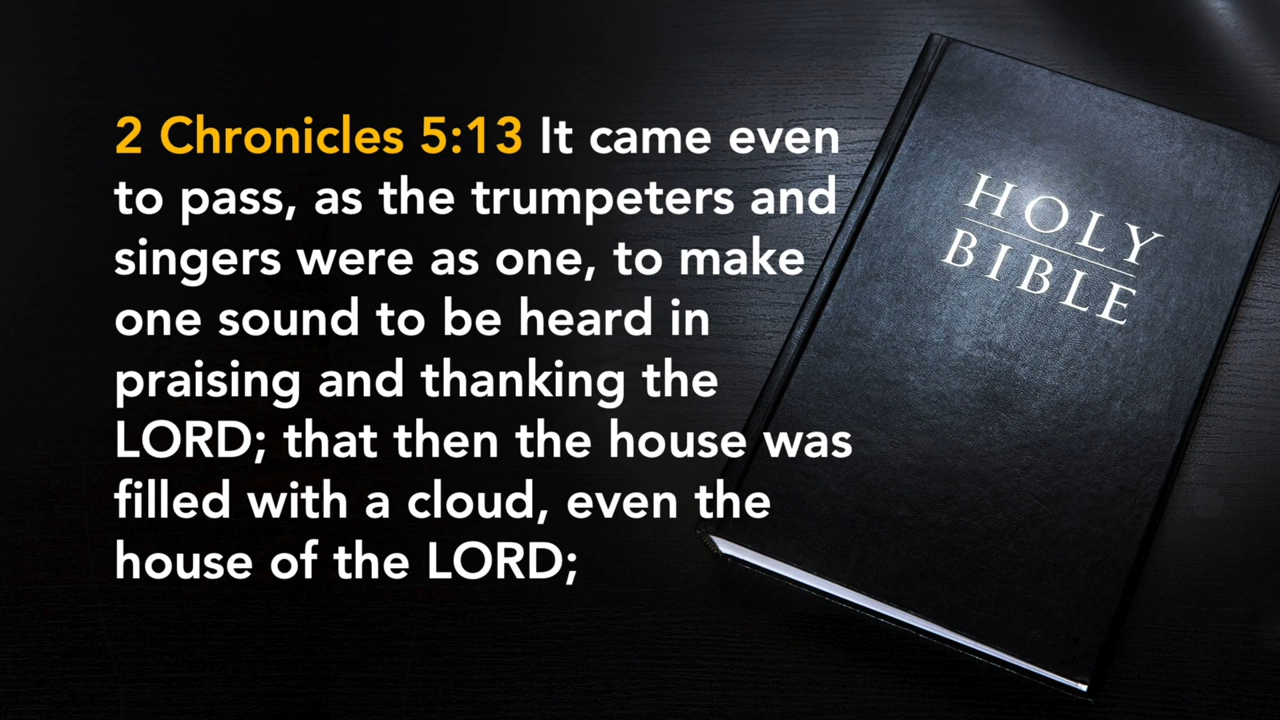 2 Chronicles 5:13 It came even
to pass, as the trumpeters and
singers were as one, to make
one sound to be heard in
praising and thanking the
LORD; that then the house was
filled with a cloud, even the
house of the LORD;
HOLY
BIBLE